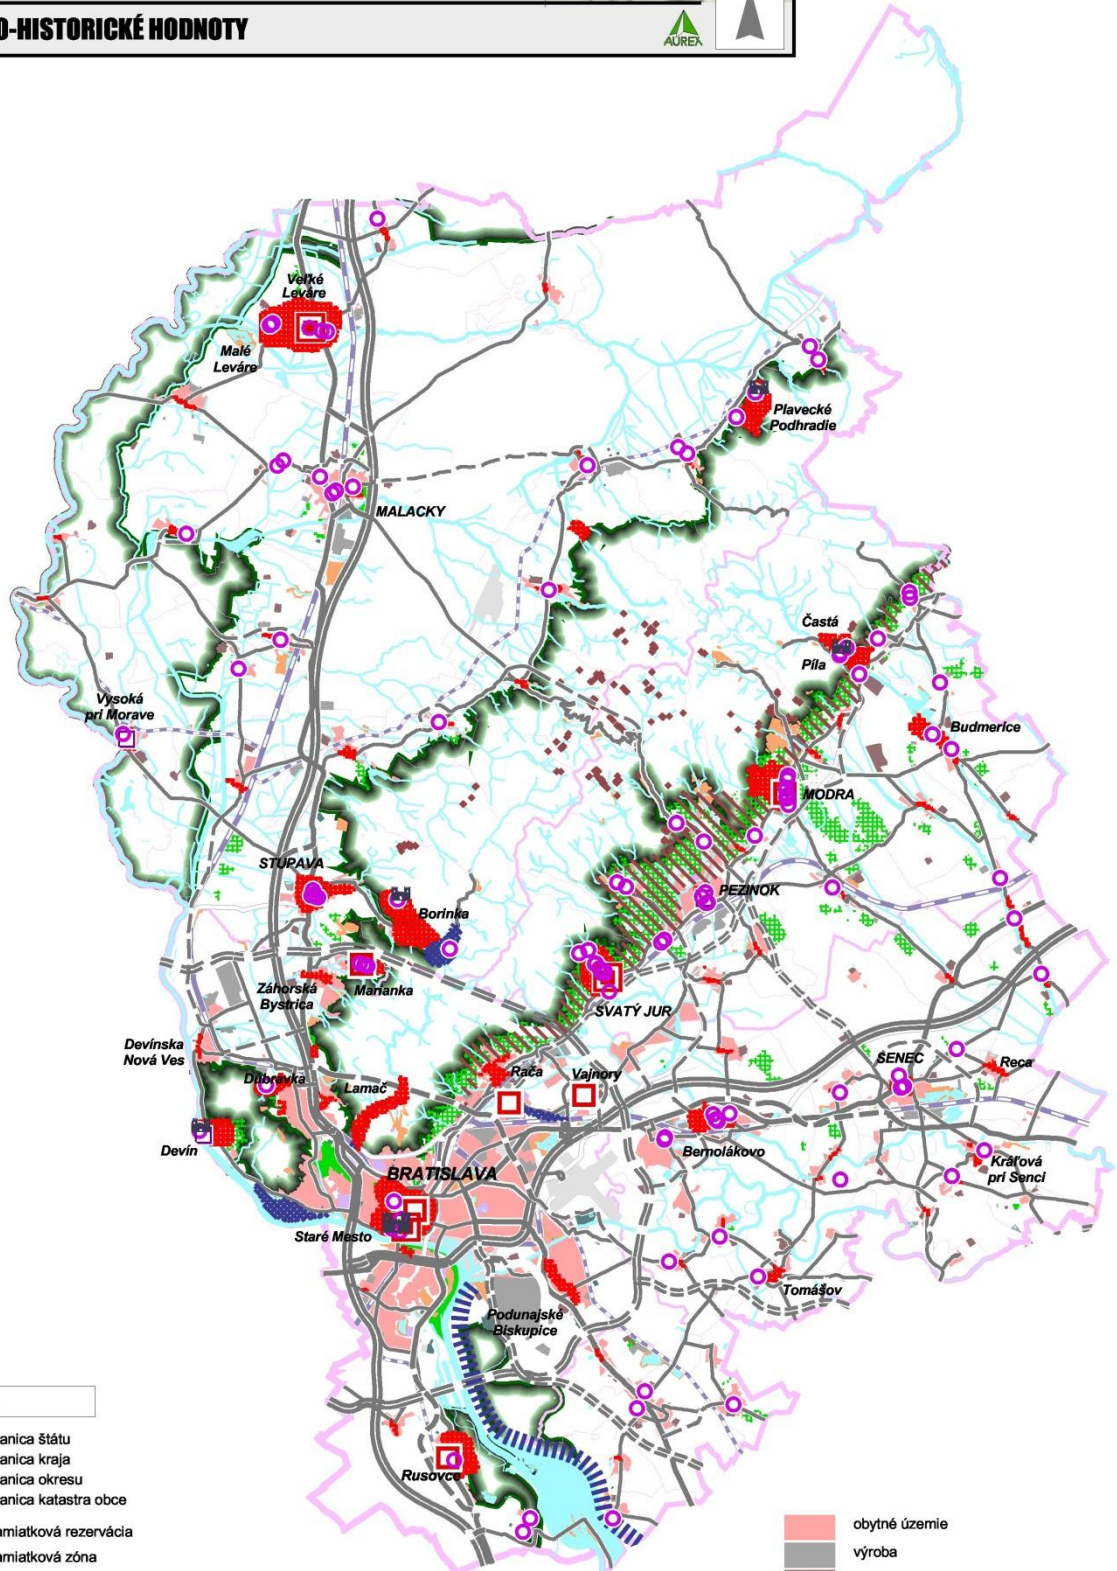 O-HISTORICKÉ HODNOTY
AUREX
Veľké
Leváre
Malé
Leváre
Plavecké
Podhradie
MALACKY
Častá
Píla
Vysoká
pri Morave
Budmerice
MODRA
STUPAVA
PEZINOK
Borinka
Záhorská
Bystrica
Marianka
SVÄTÝ JUR
Devínska
Nová Ves
Dúbravka
Lamač
Rača
Vajnory
SENEC
Reca
Devín
Bernolákovo
Kráľová
pri Senci
BRATISLAVA
Staré Mesto
Tomášov
Podunajské
Biskupice
Rusovce
anica štátu
anica kraja
anica okresu
anica katastra obce
amiatková rezervácia
amiatková zóna
obytné územie
výroba